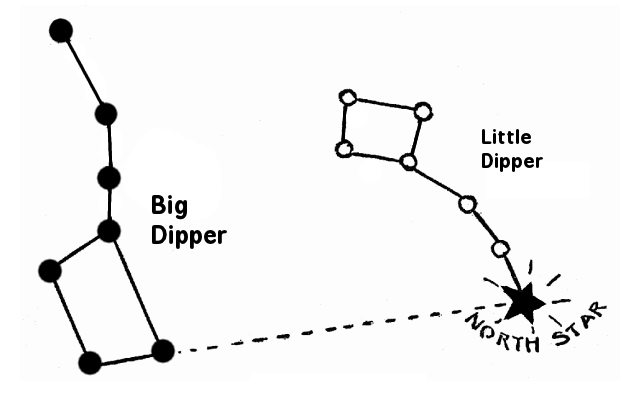 Little
Dipper
Big
Dipper
NORTH STAR